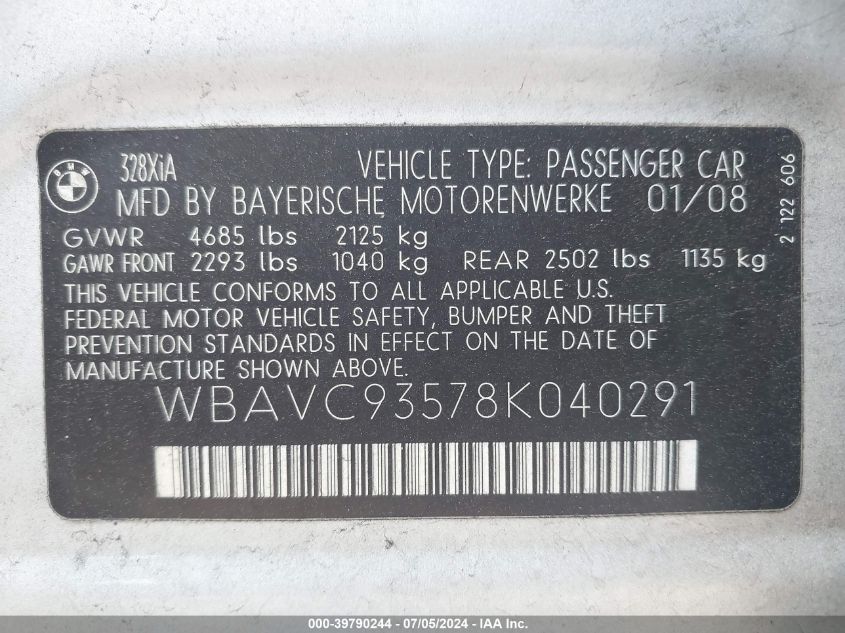 BMW
328XiA VEHICLE TYPE: PASSENGER CAR
MFD BY BAYERISCHE MOTORENWERKE 01/08
GVWR 4685 lbs 2125 kg
GAWR FRONT 2293 lbs 1040 kg REAR 2502 lbs 1135 kg
THIS VEHICLE CONFORMS TO ALL APPLICABLE U.S.
FEDERAL MOTOR VEHICLE SAFETY, BUMPER AND THEFT
PREVENTION STANDARDS IN EFFECT ON THE DATE OF
MANUFACTURE SHOWN ABOVE.
WBAVC93578K040291
2 122 606
000-39790244 - 07/05/2024 - IAA Inc.